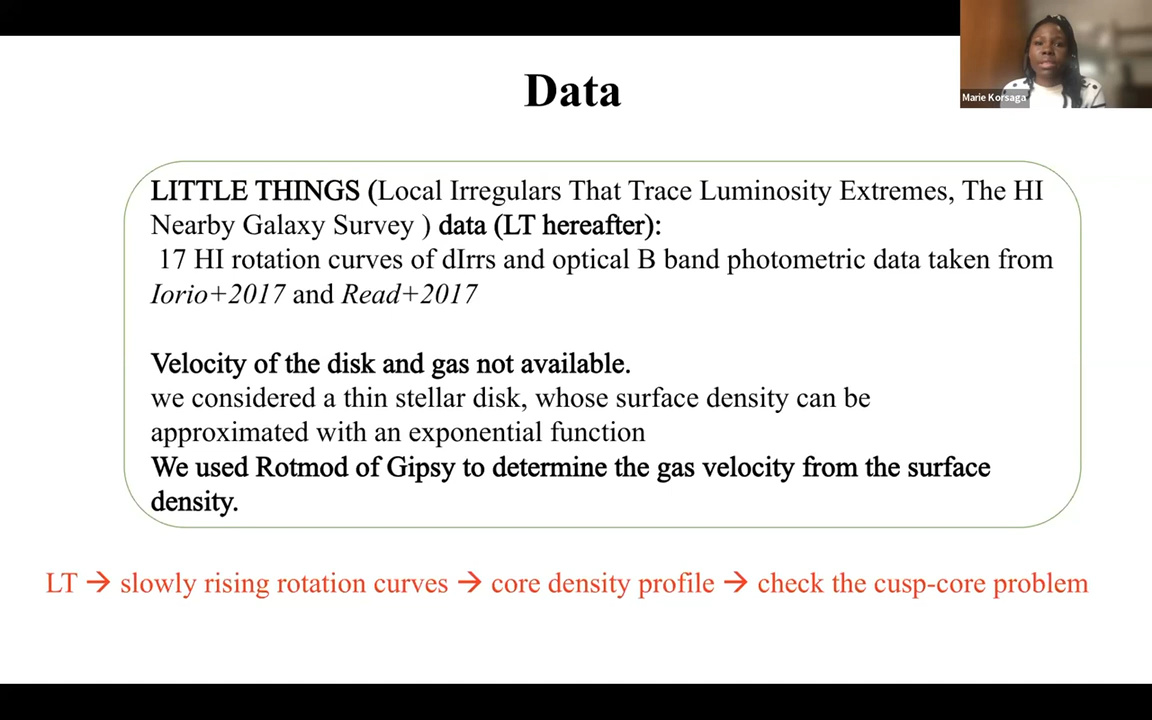 Marie Korsaga
Data
LITTLE THINGS (Local Irregulars That Trace Luminosity Extremes, The HI
Nearby Galaxy Survey ) data (LT hereafter):
17 HI rotation curves of dIrrs and optical B band photometric data taken from
Iorio+2017 and Read+2017
Velocity of the disk and gas not available.
we considered a thin stellar disk, whose surface density can be
approximated with an exponential function
We used Rotmod of Gipsy to determine the gas velocity from the surface
density.
LT → slowly rising rotation curves → core density profile → check the cusp-core problem